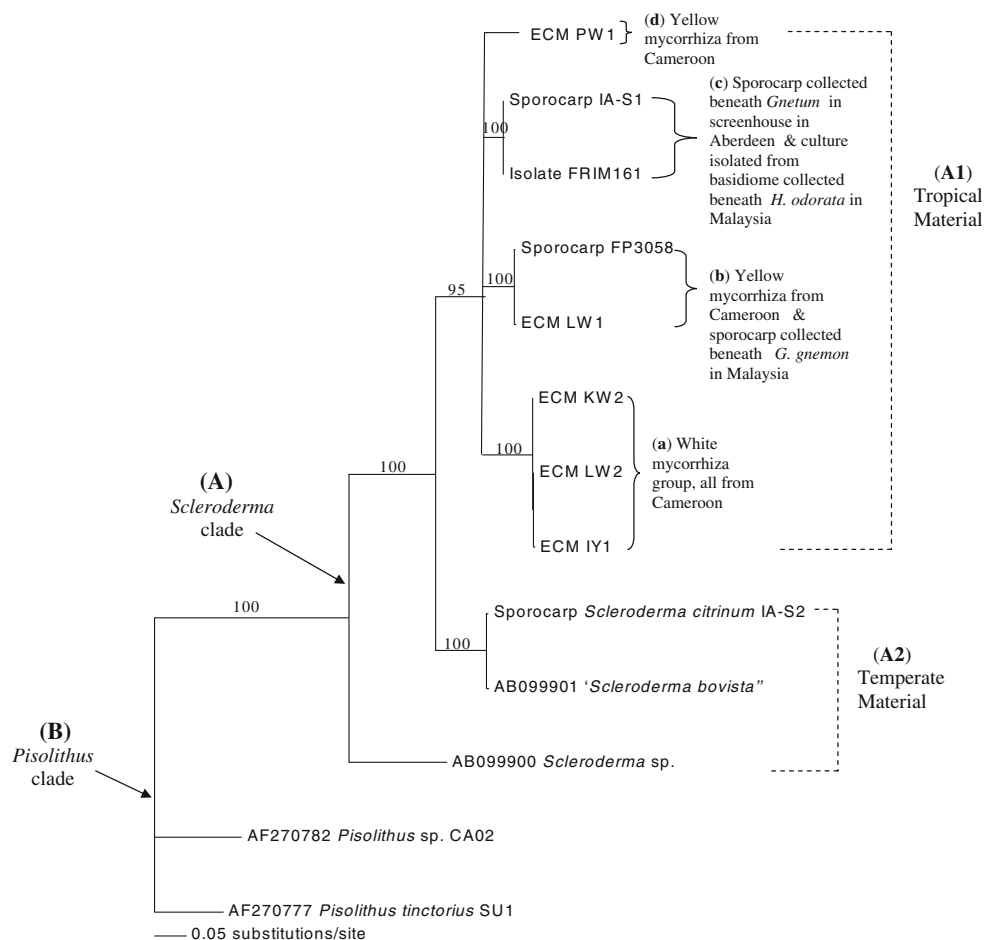 ECM PW1
(d) Yellow
mycorrhiza from
Cameroon
Sporocarp IA-S1
100
Isolate FRIM161
(c) Sporocarp collected
beneath Gnetum in
screenhouse in
Aberdeen & culture
isolated from
basidiome collected
beneath H. odorata in
Malaysia
(A1)
Tropical
Material
Sporocarp FP3058
100
ECM LW1
(b) Yellow
mycorrhiza from
Cameroon &
sporocarp collected
beneath G. gnemon
in Malaysia
95
ECM KW2
100
ECM LW2
ECM IY1
(a) White
mycorrhiza
group, all from
Cameroon
100
(A)
Scleroderma
clade
100
Sporocarp Scleroderma citrinum IA-S2
100
AB099901 ‘Scleroderma bovista”
AB099900 Scleroderma sp.
(A2)
Temperate
Material
(B)
Pisolithus
clade
AF270782 Pisolithus sp. CA02
AF270777 Pisolithus tinctorius SU1
0.05 substitutions/site